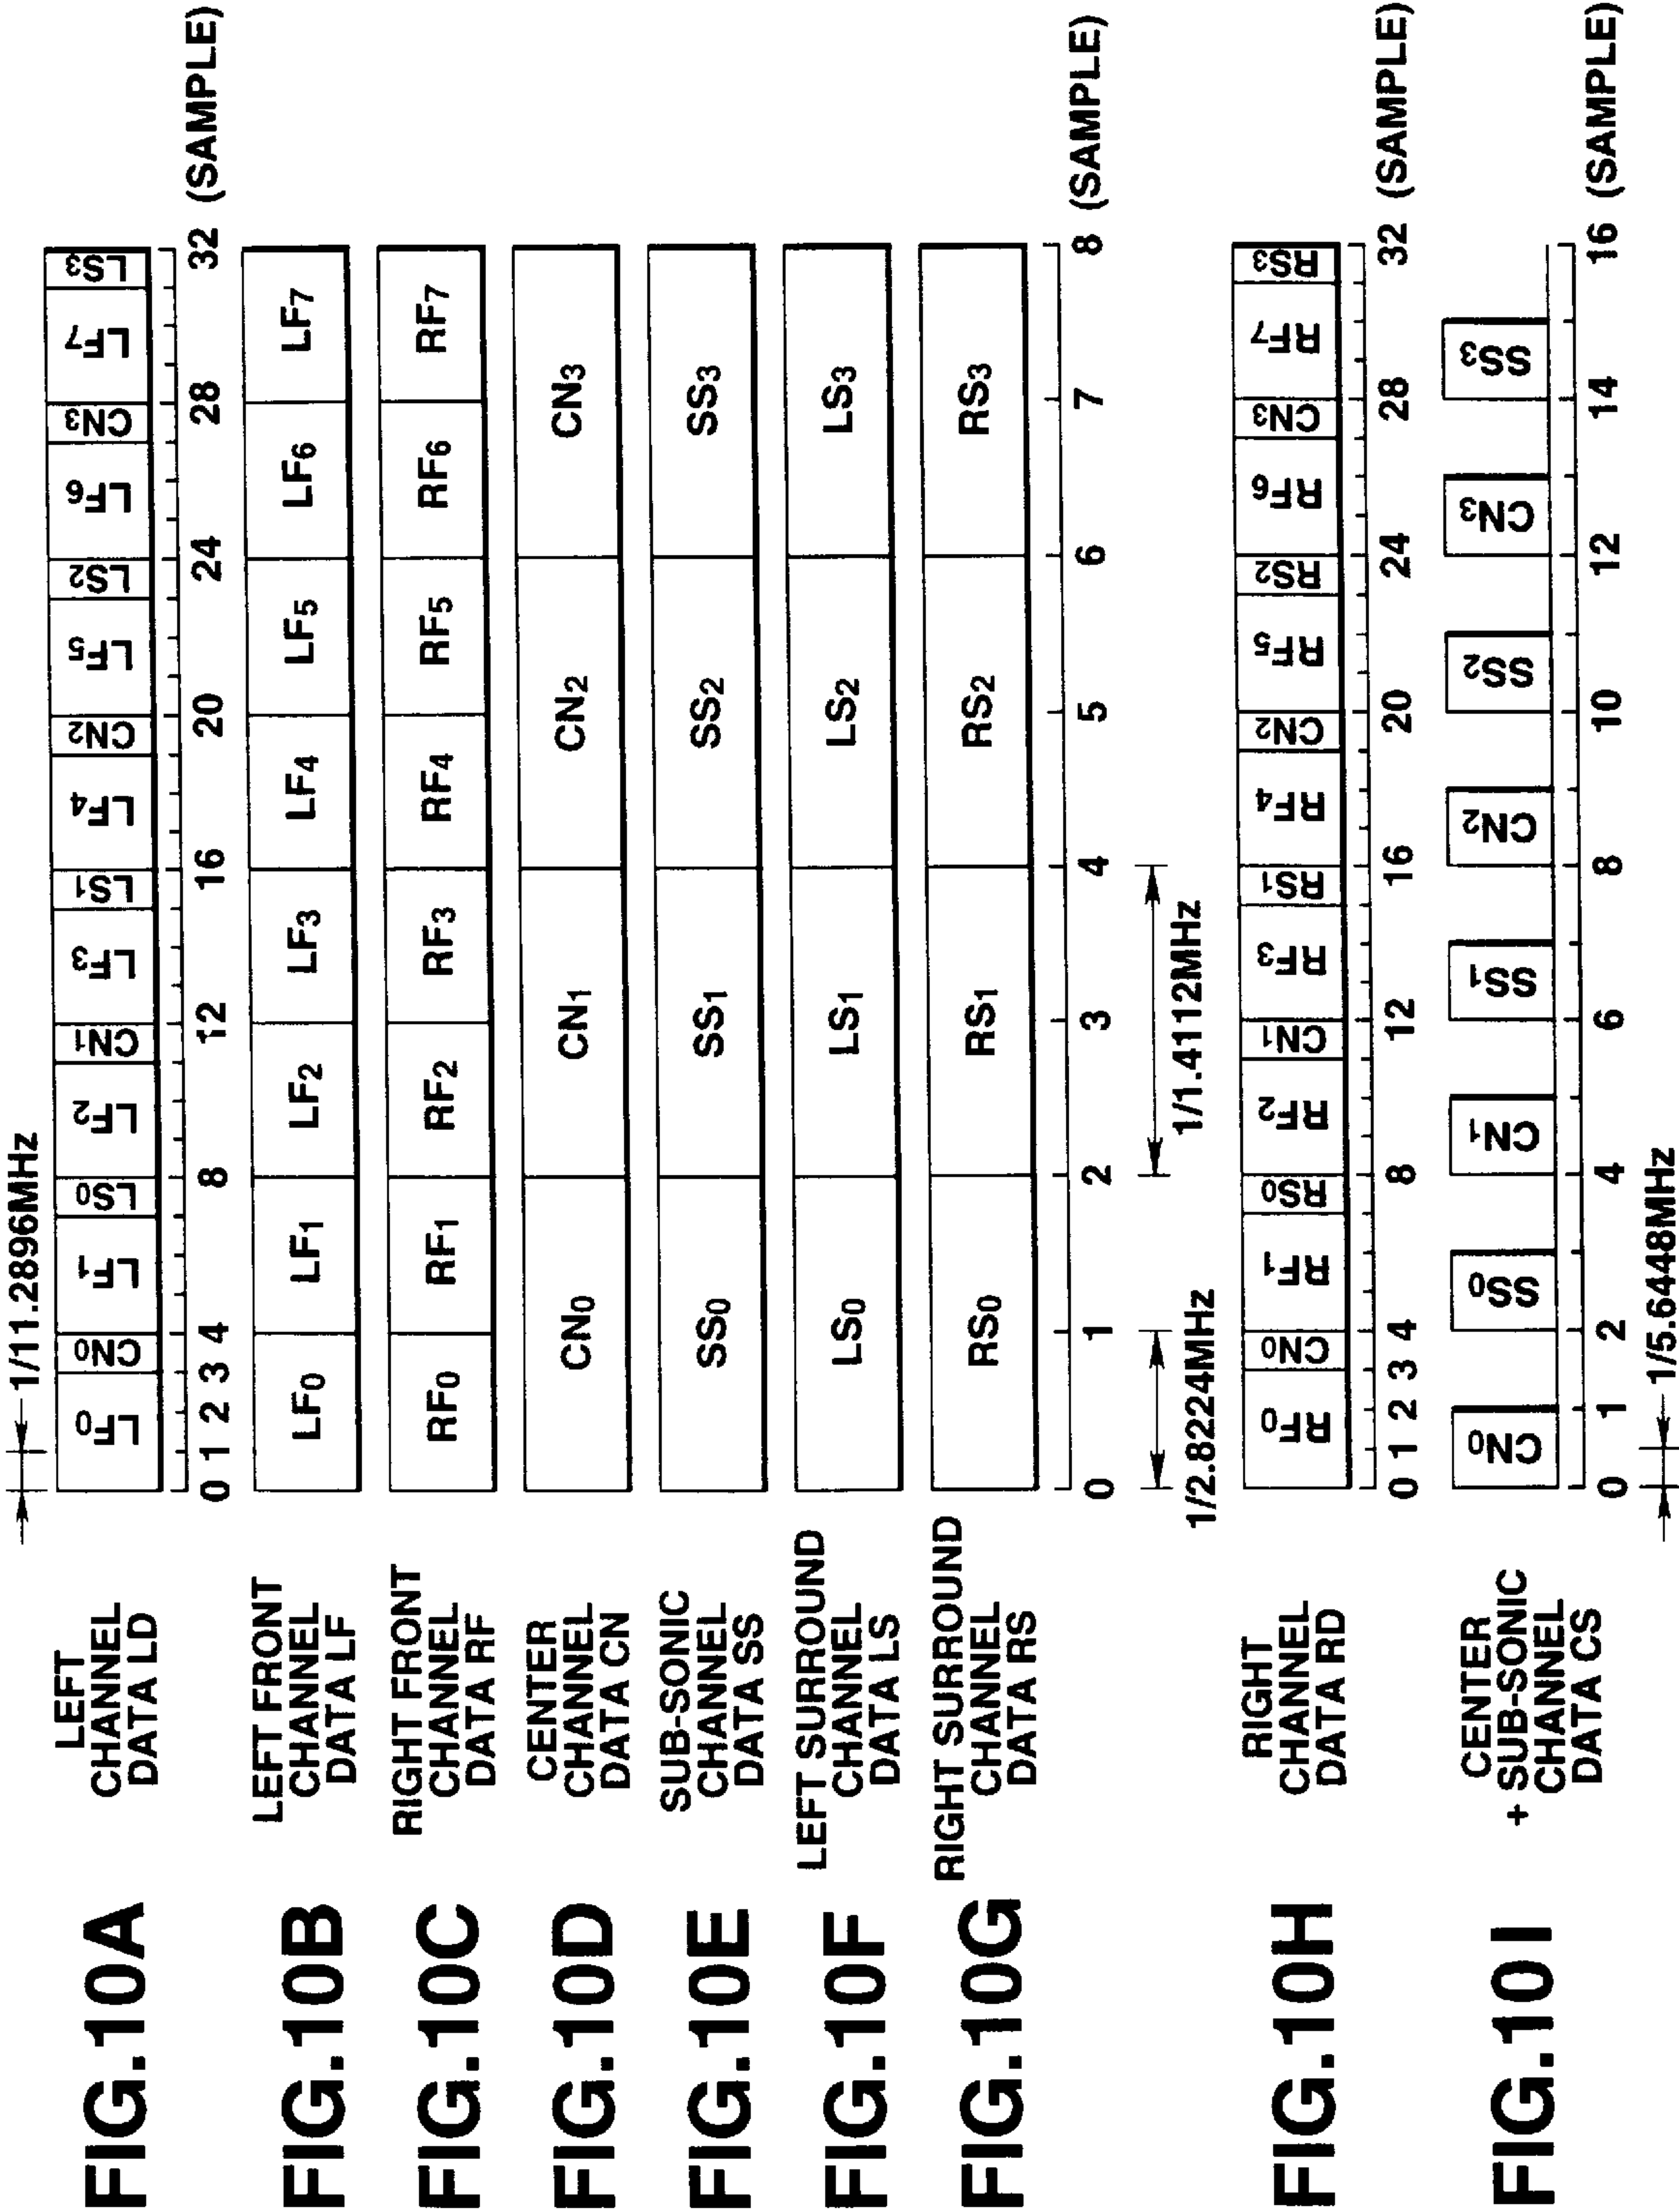 FIG.10A
LEFT
CHANNEL
DATA LD
1/11.2896MHz
LF0 CN0 LF1 LS0 LF2 CN1 LF3 LS1 LF4 CN2 LF5 LS2 LF6 CN3 LF7 LS3
0 1 2 3 4 8 12 16 20 24 28 32 (SAMPLE)
FIG.10B
LEFT FRONT
CHANNEL
DATA LF
LF0 LF1 LF2 LF3 LF4 LF5 LF6 LF7
FIG.10C
RIGHT FRONT
CHANNEL
DATA RF
RF0 RF1 RF2 RF3 RF4 RF5 RF6 RF7
FIG.10D
CENTER
CHANNEL
DATA CN
CN0 CN1 CN2 CN3
FIG.10E
SUB-SONIC
CHANNEL
DATA SS
SS0 SS1 SS2 SS3
FIG.10F
LEFT SURROUND
CHANNEL
DATA LS
LS0 LS1 LS2 LS3
FIG.10G
RIGHT SURROUND
CHANNEL
DATA RS
RS0 RS1 RS2 RS3
0 1 2 3 4 5 6 7 8 (SAMPLE)
1/2.8224MHz 1/1.4112MHz
FIG.10H
RIGHT
CHANNEL
DATA RD
RF0 CN0 RF1 RS0 RF2 CN1 RF3 RS1 RF4 CN2 RF5 RS2 RF6 CN3 RF7 RS3
0 1 2 3 4 8 12 16 20 24 28 32 (SAMPLE)
FIG.10I
CENTER
+ SUB-SONIC
CHANNEL
DATA CS
CN0 SS0 CN1 SS1 CN2 SS2 CN3 SS3
0 1 2 4 6 8 10 12 14 16 (SAMPLE)
1/5.6448MHz